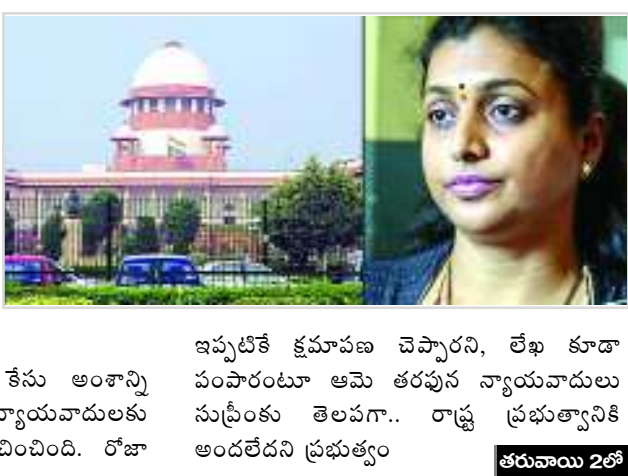 కేసు అంశాన్ని
న్యాయవాదులకు
చించింది. రోజా
ఇప్పటికే క్షమాపణ చెప్పారని, లేఖ కూడా
పంపారంటూ ఆమె తరఫున న్యాయవాదులు
సుప్రీంకు తెలపగా.. రాష్ట్ర ప్రభుత్వానికి
అందలేదని ప్రభుత్వం
తరువాయి 2లో